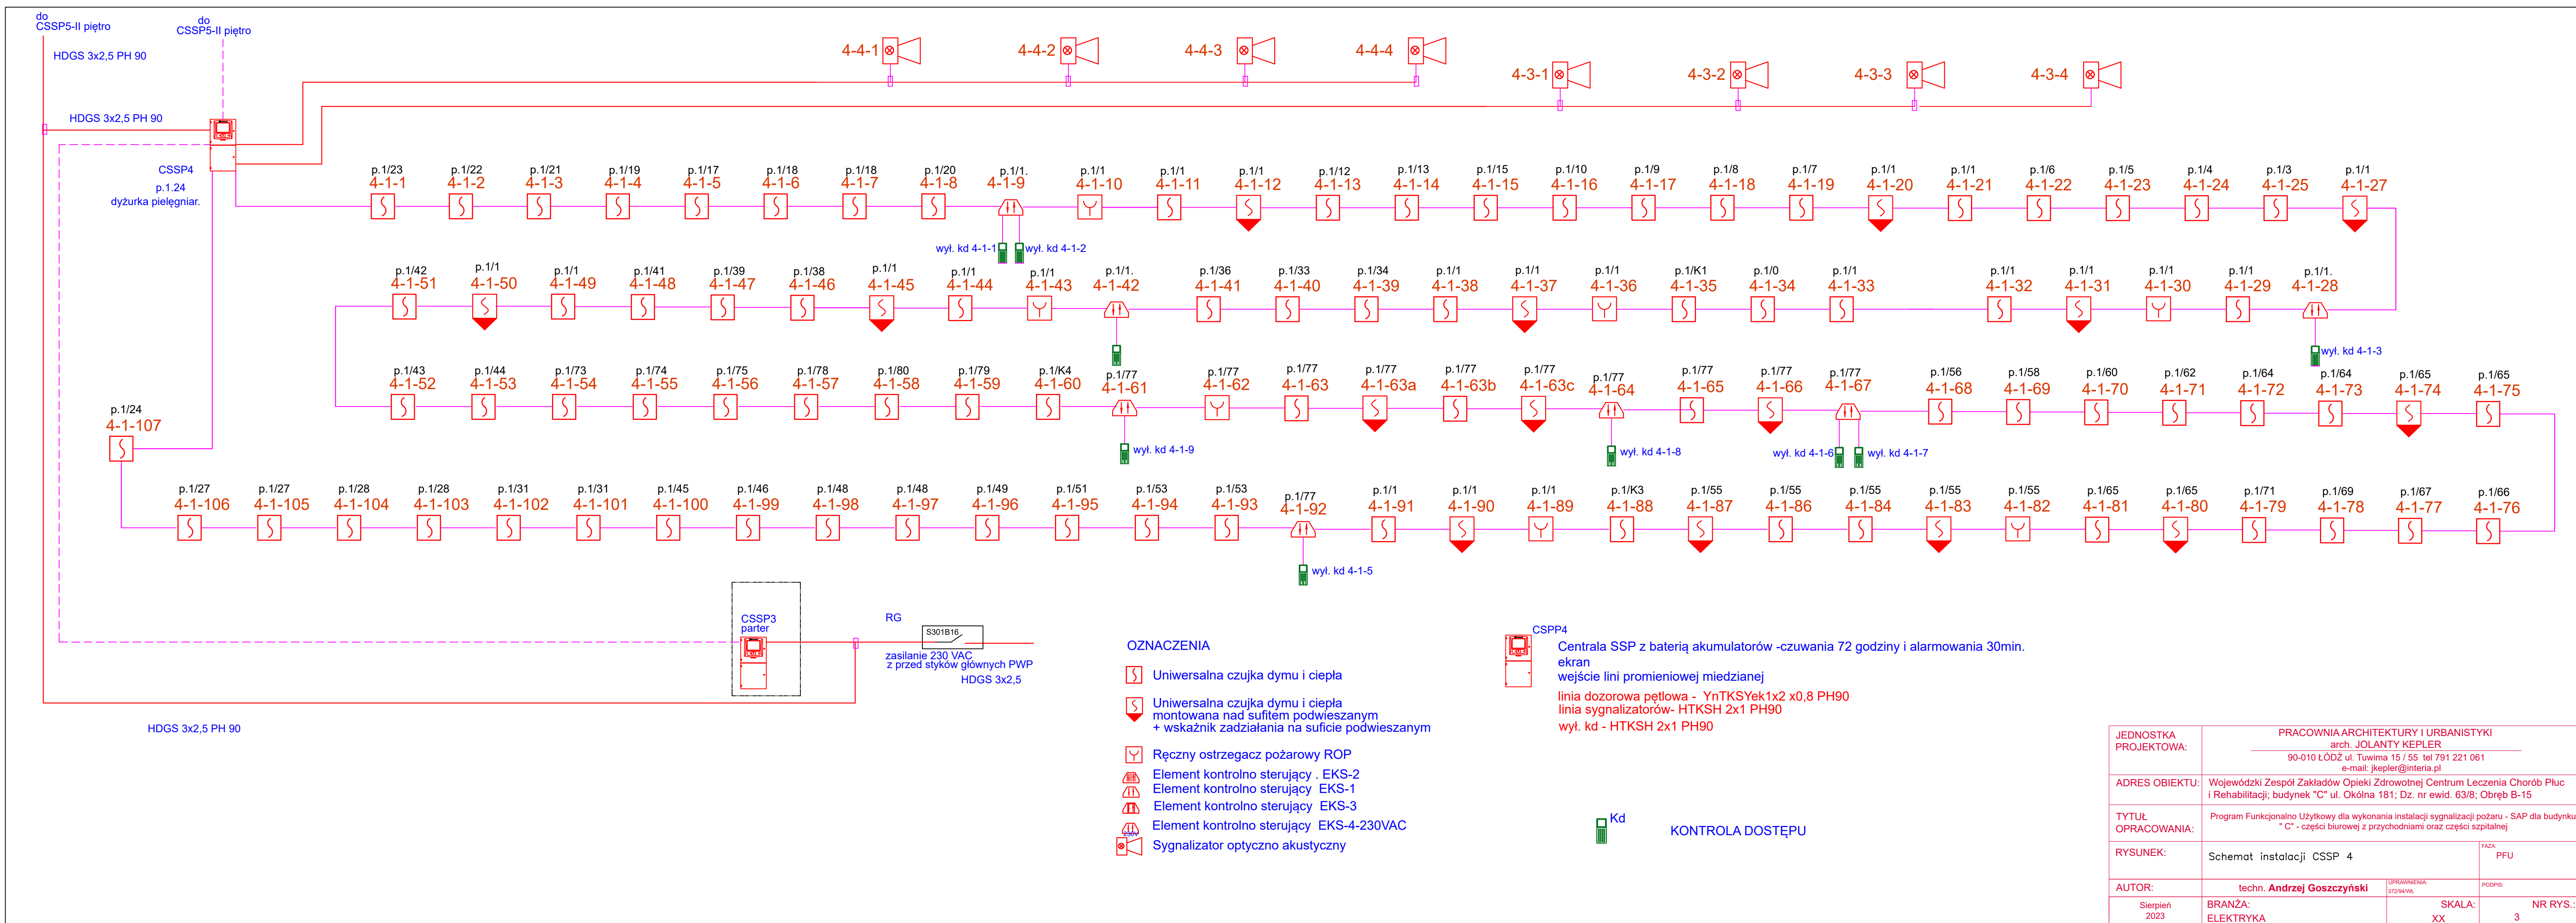 do
CSSP5-II piętro
do
CSSP5-II piętro
HDGS 3x2,5 PH 90
HDGS 3x2,5 PH 90
CSSP4
p.1.24
dyżurka pielęgniar.
4-4-1
4-4-2
4-4-3
4-4-4
4-3-1
4-3-2
4-3-3
4-3-4
p.1/23 p.1/22 p.1/21 p.1/19 p.1/17 p.1/18 p.1/18 p.1/20 p.1/1. p.1/1 p.1/1 p.1/1 p.1/12 p.1/13 p.1/15 p.1/10 p.1/9 p.1/8 p.1/7 p.1/1 p.1/1 p.1/6 p.1/5 p.1/4 p.1/3 p.1/1
4-1-1 4-1-2 4-1-3 4-1-4 4-1-5 4-1-6 4-1-7 4-1-8 4-1-9 4-1-10 4-1-11 4-1-12 4-1-13 4-1-14 4-1-15 4-1-16 4-1-17 4-1-18 4-1-19 4-1-20 4-1-21 4-1-22 4-1-23 4-1-24 4-1-25 4-1-27
wył. kd 4-1-1 wył. kd 4-1-2
p.1/42 p.1/1 p.1/1 p.1/41 p.1/39 p.1/38 p.1/1 p.1/1 p.1/1 p.1/1. p.1/36 p.1/33 p.1/34 p.1/1 p.1/1 p.1/1 p.1/K1 p.1/0 p.1/1 p.1/1 p.1/1 p.1/1 p.1/1 p.1/1.
4-1-51 4-1-50 4-1-49 4-1-48 4-1-47 4-1-46 4-1-45 4-1-44 4-1-43 4-1-42 4-1-41 4-1-40 4-1-39 4-1-38 4-1-37 4-1-36 4-1-35 4-1-34 4-1-33 4-1-32 4-1-31 4-1-30 4-1-29 4-1-28
wył. kd 4-1-3
p.1/43 p.1/44 p.1/73 p.1/74 p.1/75 p.1/78 p.1/80 p.1/79 p.1/K4 p.1/77 p.1/77 p.1/77 p.1/77 p.1/77 p.1/77 p.1/77 p.1/77 p.1/77 p.1/77 p.1/56 p.1/58 p.1/60 p.1/62 p.1/64 p.1/64 p.1/65 p.1/65
4-1-52 4-1-53 4-1-54 4-1-55 4-1-56 4-1-57 4-1-58 4-1-59 4-1-60 4-1-61 4-1-62 4-1-63 4-1-63a 4-1-63b 4-1-63c 4-1-64 4-1-65 4-1-66 4-1-67 4-1-68 4-1-69 4-1-70 4-1-71 4-1-72 4-1-73 4-1-74 4-1-75
wył. kd 4-1-9 wył. kd 4-1-8 wył. kd 4-1-6 wył. kd 4-1-7
p.1/24
4-1-107
p.1/27 p.1/27 p.1/28 p.1/28 p.1/31 p.1/31 p.1/45 p.1/46 p.1/48 p.1/48 p.1/49 p.1/51 p.1/53 p.1/53 p.1/77 p.1/1 p.1/1 p.1/1 p.1/K3 p.1/55 p.1/55 p.1/55 p.1/55 p.1/55 p.1/65 p.1/65 p.1/71 p.1/69 p.1/67 p.1/66
4-1-106 4-1-105 4-1-104 4-1-103 4-1-102 4-1-101 4-1-100 4-1-99 4-1-98 4-1-97 4-1-96 4-1-95 4-1-94 4-1-93 4-1-92 4-1-91 4-1-90 4-1-89 4-1-88 4-1-87 4-1-86 4-1-84 4-1-83 4-1-82 4-1-81 4-1-80 4-1-79 4-1-78 4-1-77 4-1-76
wył. kd 4-1-5
CSSP3
parter
RG
S301B16
zasilanie 230 VAC
z przed styków głównych PWP
HDGS 3x2,5
HDGS 3x2,5 PH 90
OZNACZENIA
Uniwersalna czujka dymu i ciepła
Uniwersalna czujka dymu i ciepła
montowana nad sufitem podwieszanym
+ wskaźnik zadziałania na suficie podwieszanym
Ręczny ostrzegacz pożarowy ROP
Element kontrolno sterujący . EKS-2
Element kontrolno sterujący EKS-1
Element kontrolno sterujący EKS-3
Element kontrolno sterujący EKS-4-230VAC
230V
Sygnalizator optyczno akustyczny
CSPP4
Centrala SSP z baterią akumulatorów -czuwania 72 godziny i alarmowania 30min.
ekran
wejście lini promieniowej miedzianej
linia dozorowa pętlowa - YnTKSYek1x2 x0,8 PH90
linia sygnalizatorów- HTKSH 2x1 PH90
wył. kd - HTKSH 2x1 PH90
Kd
KONTROLA DOSTĘPU
JEDNOSTKA
PROJEKTOWA:
PRACOWNIA ARCHITEKTURY I URBANISTYKI
arch. JOLANTY KEPLER
90-010 ŁÓDŹ ul. Tuwima 15 / 55 tel 791 221 061
e-mail: jkepler@interia.pl
ADRES OBIEKTU:
Wojewódzki Zespół Zakładów Opieki Zdrowotnej Centrum Leczenia Chorób Płuc
i Rehabilitacji; budynek "C" ul. Okólna 181; Dz. nr ewid. 63/8; Obręb B-15
TYTUŁ
OPRACOWANIA:
Program Funkcjonalno Użytkowy dla wykonania instalacji sygnalizacji pożaru - SAP dla budynku
" C" - części biurowej z przychodniami oraz części szpitalnej
RYSUNEK:
Schemat instalacji CSSP 4
FAZA:
PFU
AUTOR:
techn. Andrzej Goszczyński
UPRAWNIENIA:
372/94/WŁ
PODPIS:
Sierpień
2023
BRANŻA:
ELEKTRYKA
SKALA:
XX
NR RYS.:
3